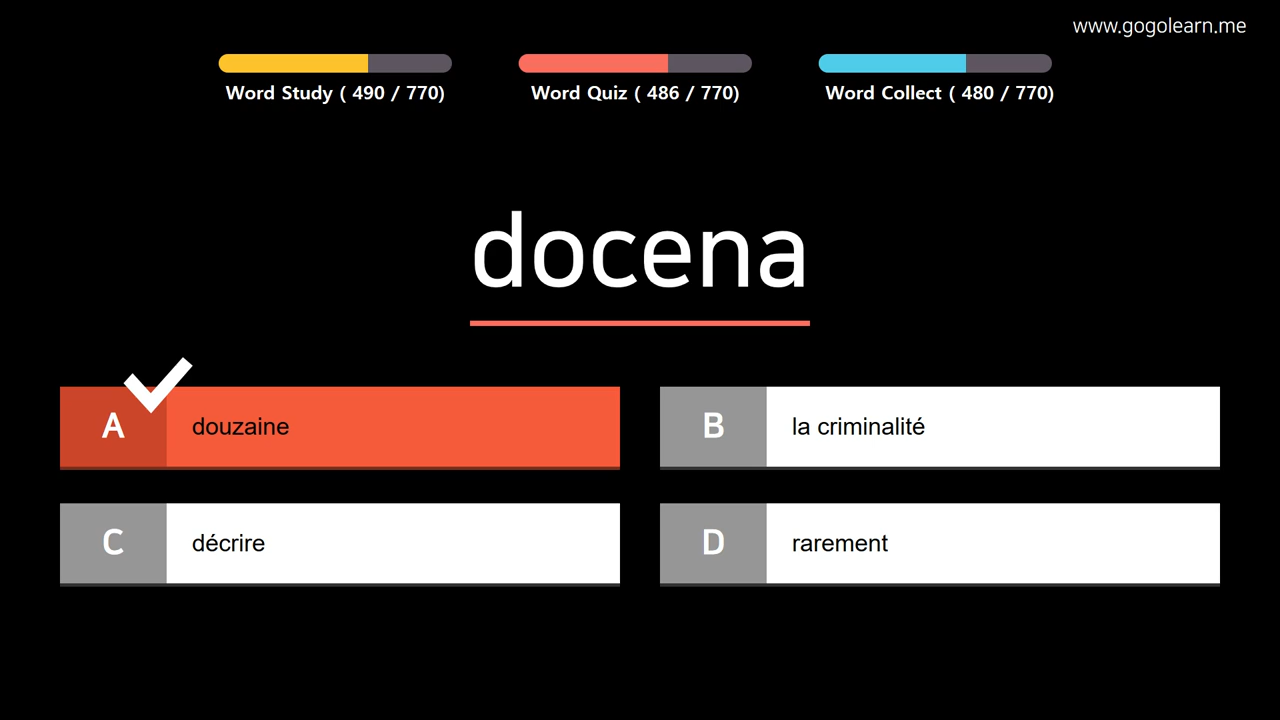 www.gogolearn.me
Word Study ( 490 / 770)
Word Quiz ( 486 / 770)
Word Collect ( 480 / 770)
docena
A douzaine
B la criminalité
C décrire
D rarement